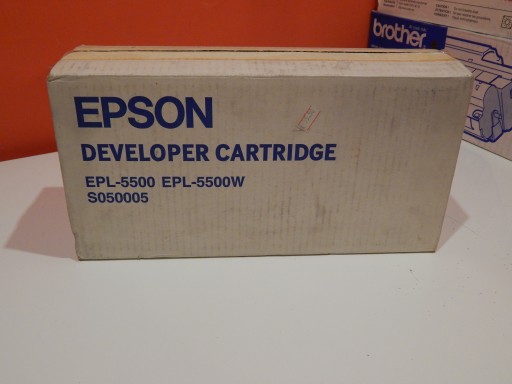 EPSON
DEVELOPER CARTRIDGE
EPL-5500 EPL-5500W
S050005
brother